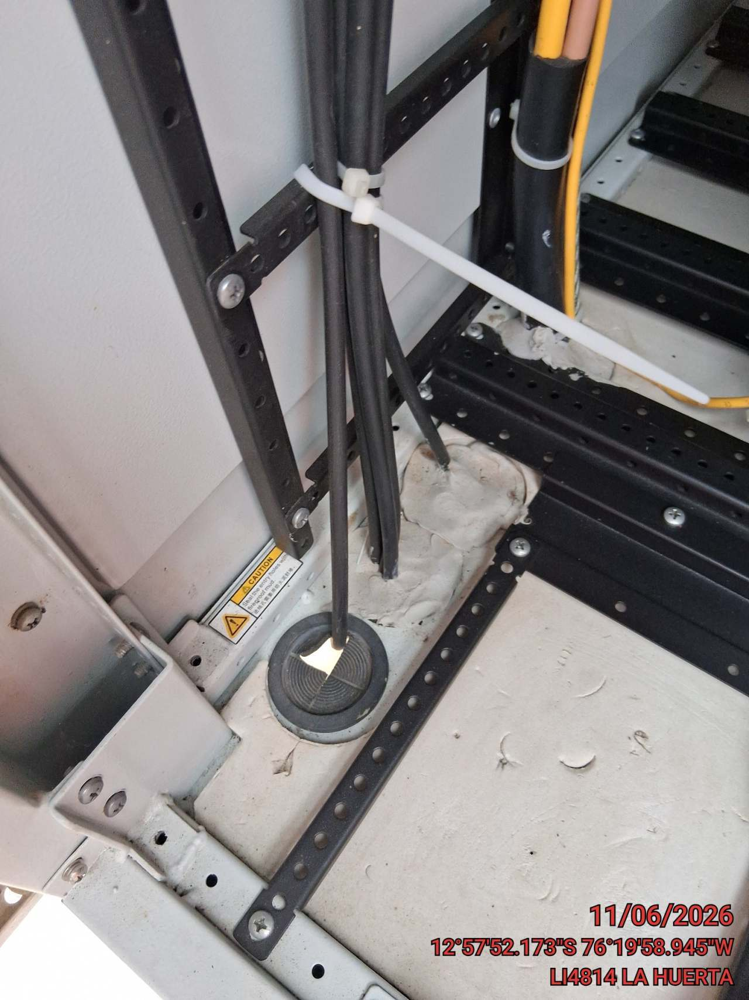 CAUTION
Seal the entry holes with
fireproof mud.
11/06/2026
12°57'52.173"S 76°19'58.945"W
LI4814 LA HUERTA